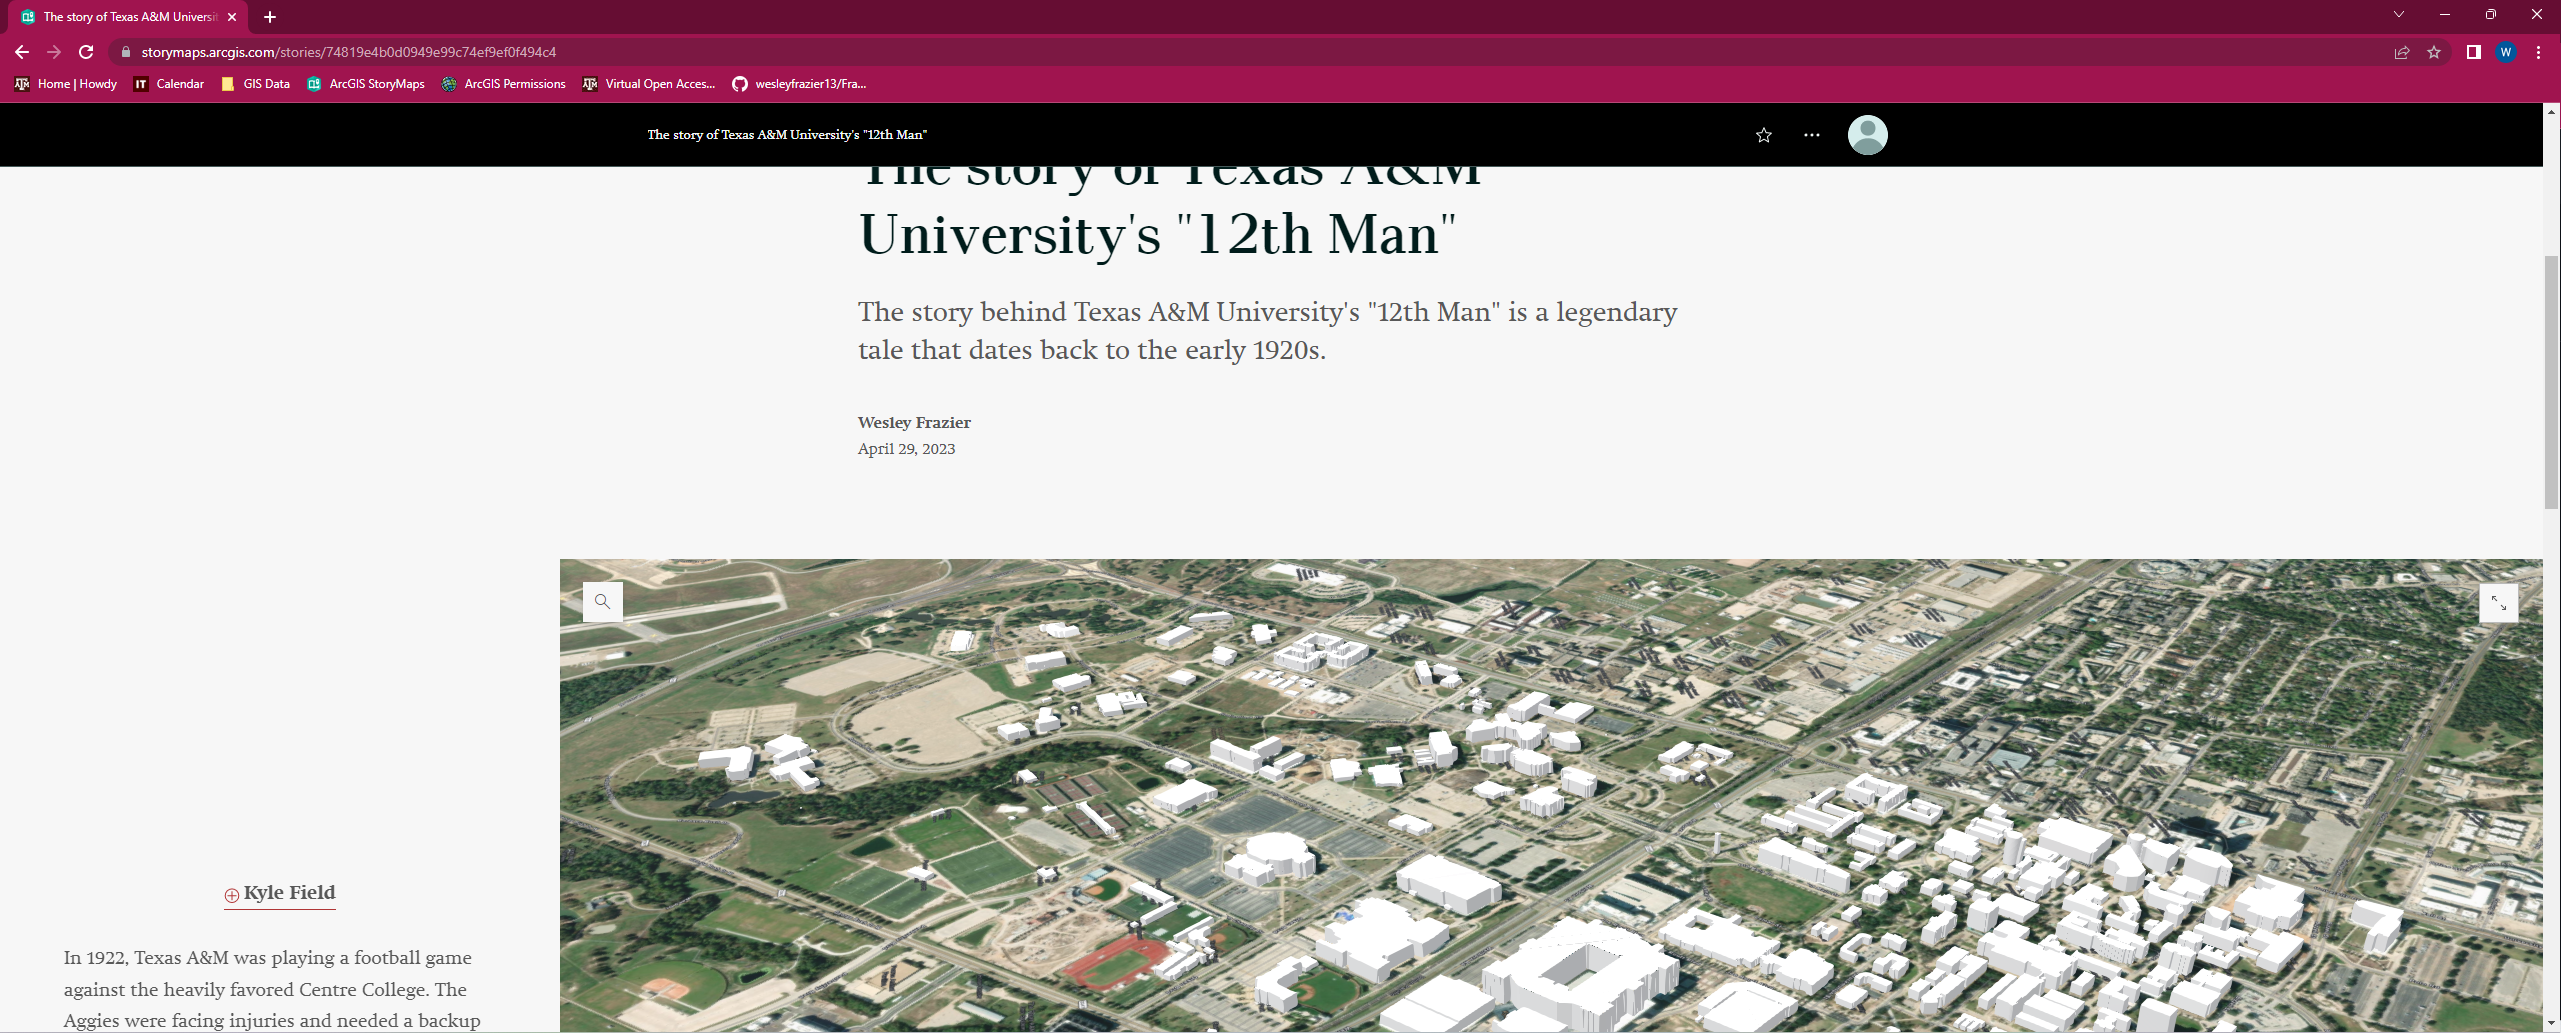 The story of Texas A&M Universit
storymaps.arcgis.com/stories/74819e4b0d0949e99c74ef9ef0f494c4
W
Home | Howdy
Calendar
GIS Data
ArcGIS StoryMaps
ArcGIS Permissions
Virtual Open Acces...
wesleyfrazier13/Fra...
The story of Texas A&M University's "12th Man"
The story of Texas A&M
University's "12th Man"
The story behind Texas A&M University's "12th Man" is a legendary
tale that dates back to the early 1920s.
Wesley Frazier
April 29, 2023
Kyle Field
In 1922, Texas A&M was playing a football game
against the heavily favored Centre College. The
Aggies were facing injuries and needed a backup